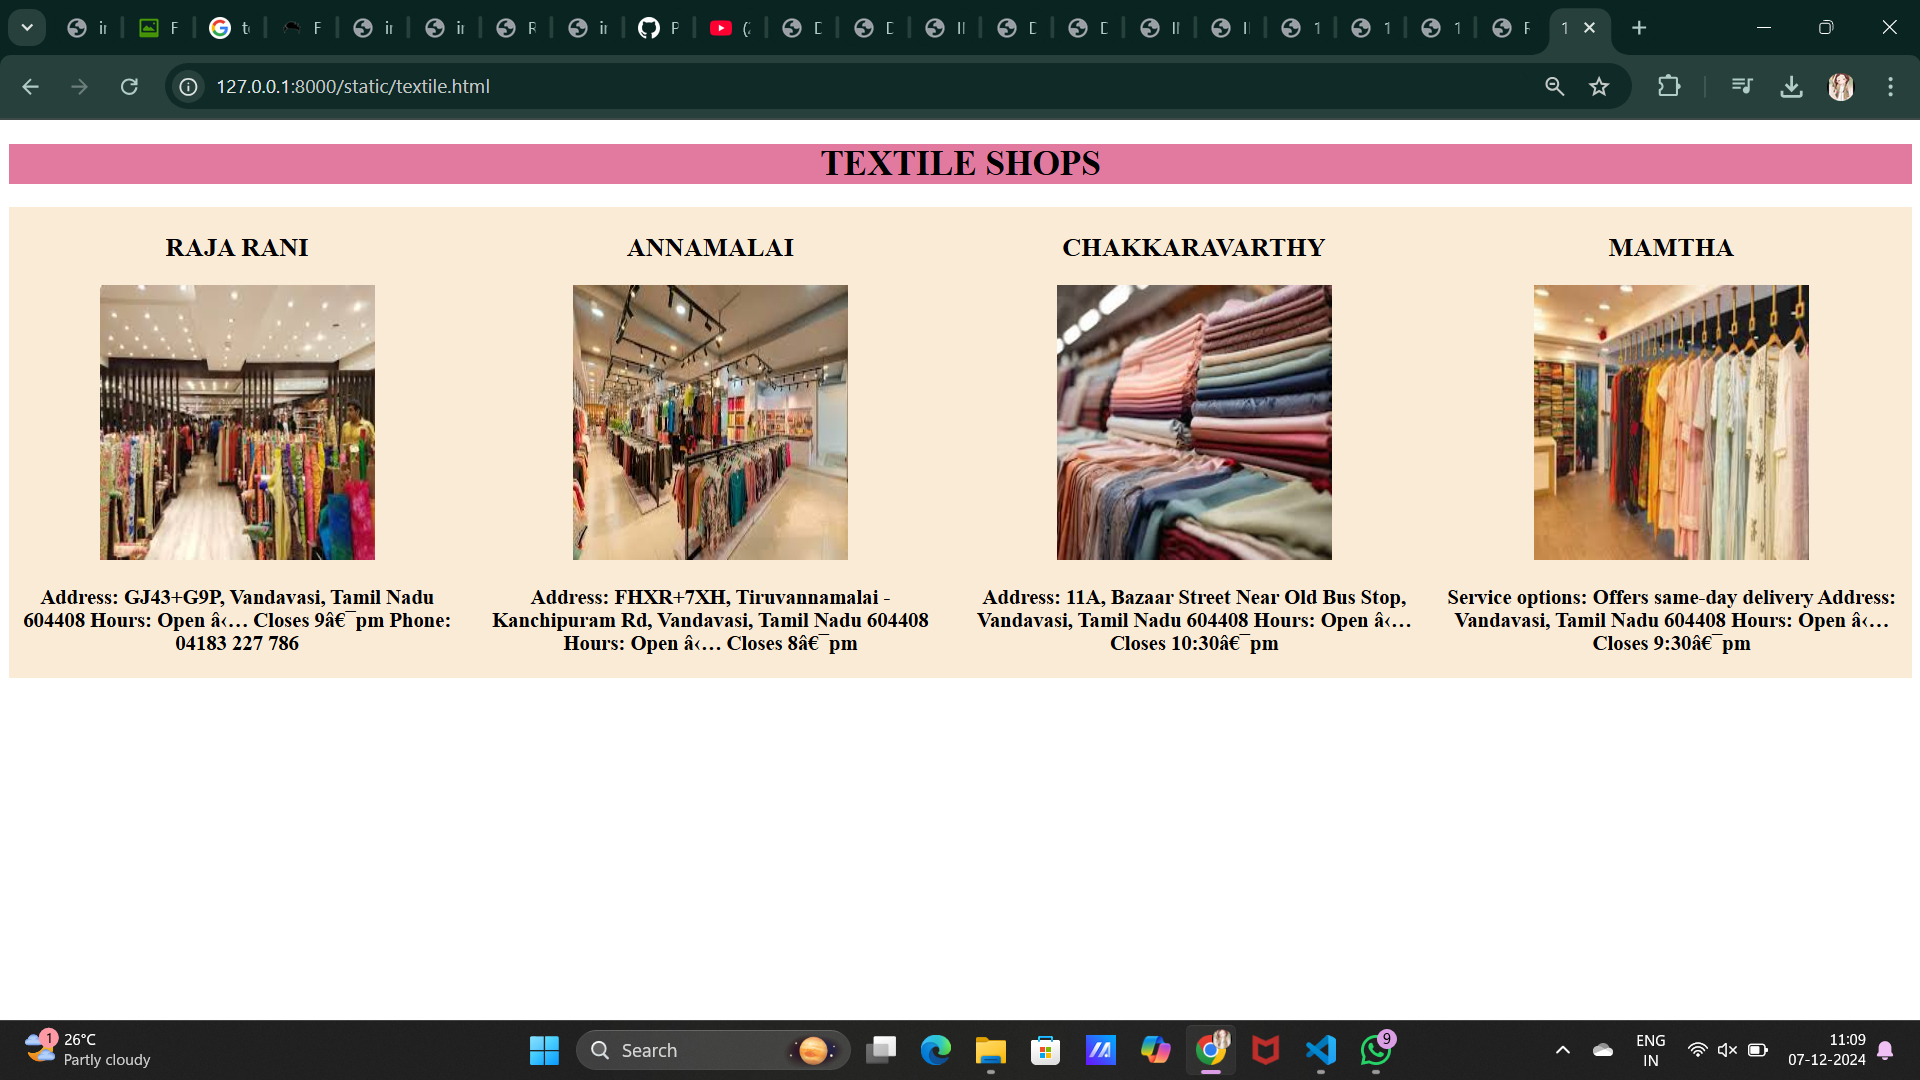 127.0.0.1:8000/static/textile.html
TEXTILE SHOPS
RAJA RANI
ANNAMALAI
CHAKKARAVARTHY
MAMTHA
Address: GJ43+G9P, Vandavasi, Tamil Nadu
604408 Hours: Open â‹… Closes 9â€¯pm Phone:
04183 227 786
Address: FHXR+7XH, Tiruvannamalai -
Kanchipuram Rd, Vandavasi, Tamil Nadu 604408
Hours: Open â‹… Closes 8â€¯pm
Address: 11A, Bazaar Street Near Old Bus Stop,
Vandavasi, Tamil Nadu 604408 Hours: Open â‹…
Closes 10:30â€¯pm
Service options: Offers same-day delivery Address:
Vandavasi, Tamil Nadu 604408 Hours: Open â‹…
Closes 9:30â€¯pm
1
26°C
Partly cloudy
Search
9
ENG
IN
11:09
07-12-2024